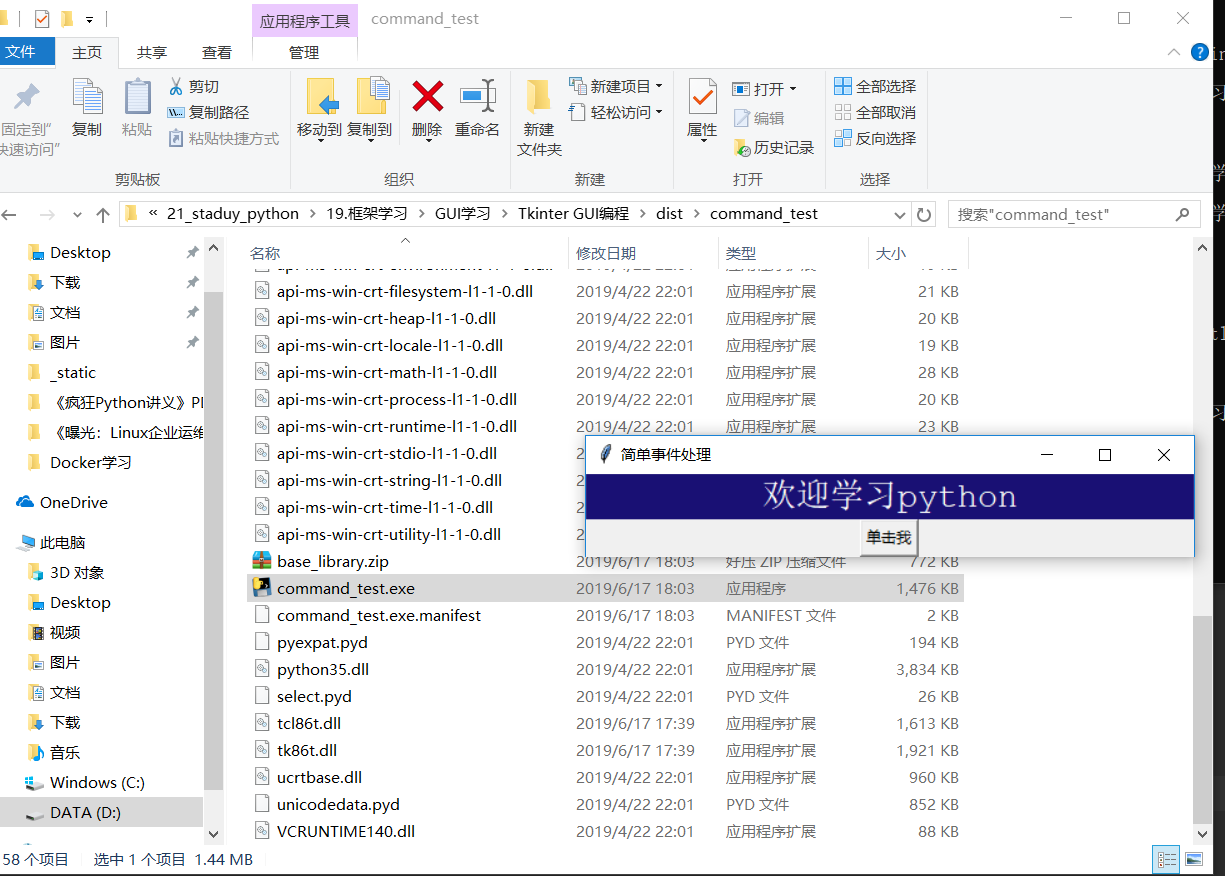 应用程序工具 command_test
文件 主页 共享 查看 管理
固定到"
快速访问"
复制
粘贴
剪切
复制路径
粘贴快捷方式
剪贴板
移动到 复制到 删除 重命名
组织
新建
文件夹
新建项目
轻松访问
新建
属性
打开
编辑
历史记录
打开
全部选择
全部取消
反向选择
选择
« 21_staduy_python > 19.框架学习 > GUI学习 > Tkinter GUI编程 > dist > command_test
搜索"command_test"
Desktop
下载
文档
图片
_static
《疯狂Python讲义》
《曝光：Linux企业运维
Docker学习
OneDrive
此电脑
3D 对象
Desktop
视频
图片
文档
下载
音乐
Windows (C:)
DATA (D:)
名称 修改日期 类型 大小
api-ms-win-crt-environment-l1-1-0.dll 2019/4/22 22:01 应用程序扩展
api-ms-win-crt-filesystem-l1-1-0.dll 2019/4/22 22:01 应用程序扩展 21 KB
api-ms-win-crt-heap-l1-1-0.dll 2019/4/22 22:01 应用程序扩展 20 KB
api-ms-win-crt-locale-l1-1-0.dll 2019/4/22 22:01 应用程序扩展 19 KB
api-ms-win-crt-math-l1-1-0.dll 2019/4/22 22:01 应用程序扩展 28 KB
api-ms-win-crt-process-l1-1-0.dll 2019/4/22 22:01 应用程序扩展 20 KB
api-ms-win-crt-runtime-l1-1-0.dll 2019/4/22 22:01 应用程序扩展 23 KB
api-ms-win-crt-stdio-l1-1-0.dll
api-ms-win-crt-string-l1-1-0.dll
api-ms-win-crt-time-l1-1-0.dll
api-ms-win-crt-utility-l1-1-0.dll
简单事件处理
欢迎学习python
单击我
base_library.zip 2019/6/17 18:03 好压 ZIP 压缩文件 772 KB
command_test.exe 2019/6/17 18:03 应用程序 1,476 KB
command_test.exe.manifest 2019/6/17 18:03 MANIFEST 文件 2 KB
pyexpat.pyd 2019/4/22 22:01 PYD 文件 194 KB
python35.dll 2019/4/22 22:01 应用程序扩展 3,834 KB
select.pyd 2019/4/22 22:01 PYD 文件 26 KB
tcl86t.dll 2019/6/17 17:39 应用程序扩展 1,613 KB
tk86t.dll 2019/6/17 17:39 应用程序扩展 1,921 KB
ucrtbase.dll 2019/4/22 22:01 应用程序扩展 960 KB
unicodedata.pyd 2019/4/22 22:01 PYD 文件 852 KB
VCRUNTIME140.dll 2019/4/22 22:01 应用程序扩展 88 KB
58 个项目 选中 1 个项目 1.44 MB